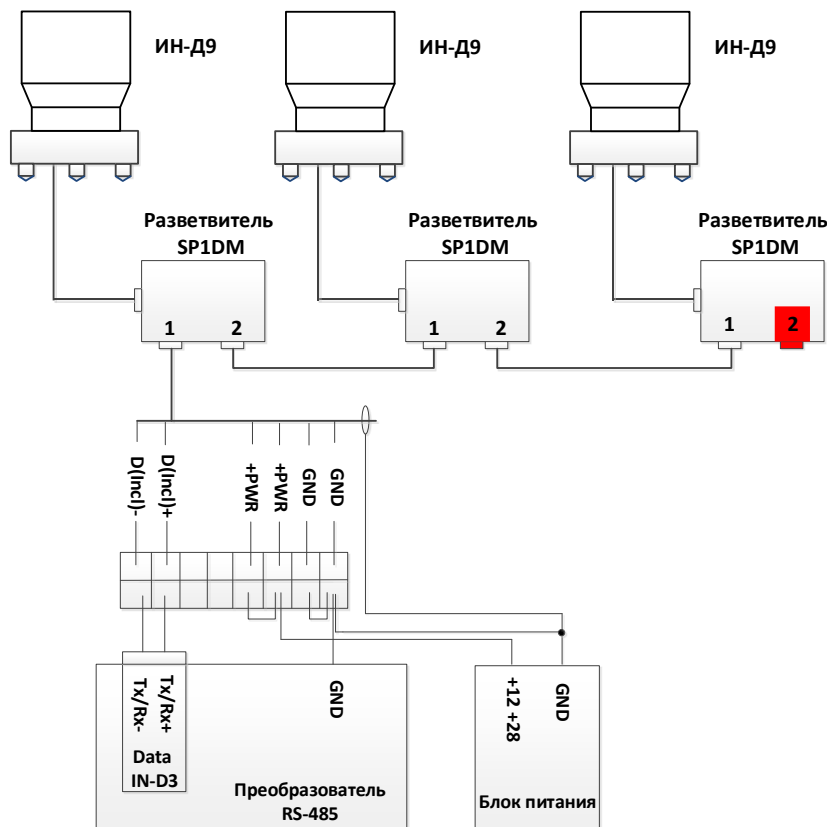 ИН-Д9
ИН-Д9
ИН-Д9
Разветвитель
SP1DM
Разветвитель
SP1DM
Разветвитель
SP1DM
1
2
1
2
1
2
D(Incl)-
D(Incl)+
+PWR
+PWR
GND
GND
Tx/Rx-
Tx/Rx+
Data
IN-D3
GND
Преобразователь
RS-485
+12 +28
GND
Блок питания